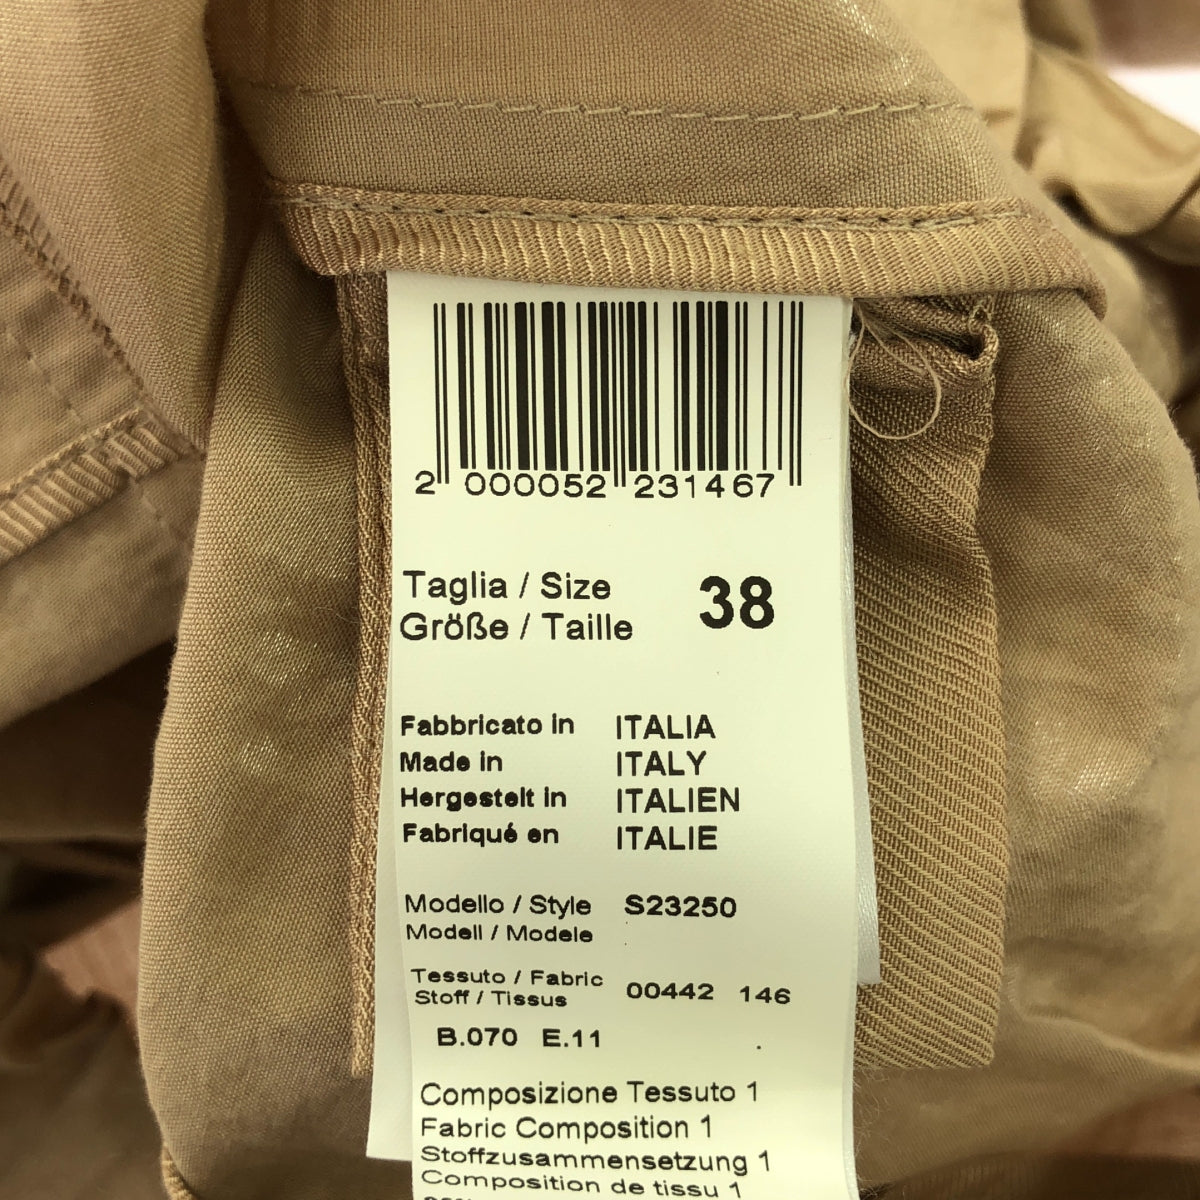 2 000052 231467
Taglia / Size 38
Größe / Taille
Fabbricato in ITALIA
Made in ITALY
Hergestelt in ITALIEN
Fabriqué en ITALIE
Modello / Style S23250
Modell / Modele
Tessuto / Fabric 00442 146
Stoff / Tissus
B.070 E.11
Composizione Tessuto 1
Fabric Composition 1
Stoffzusammensetzung 1
Composition de tissu 1